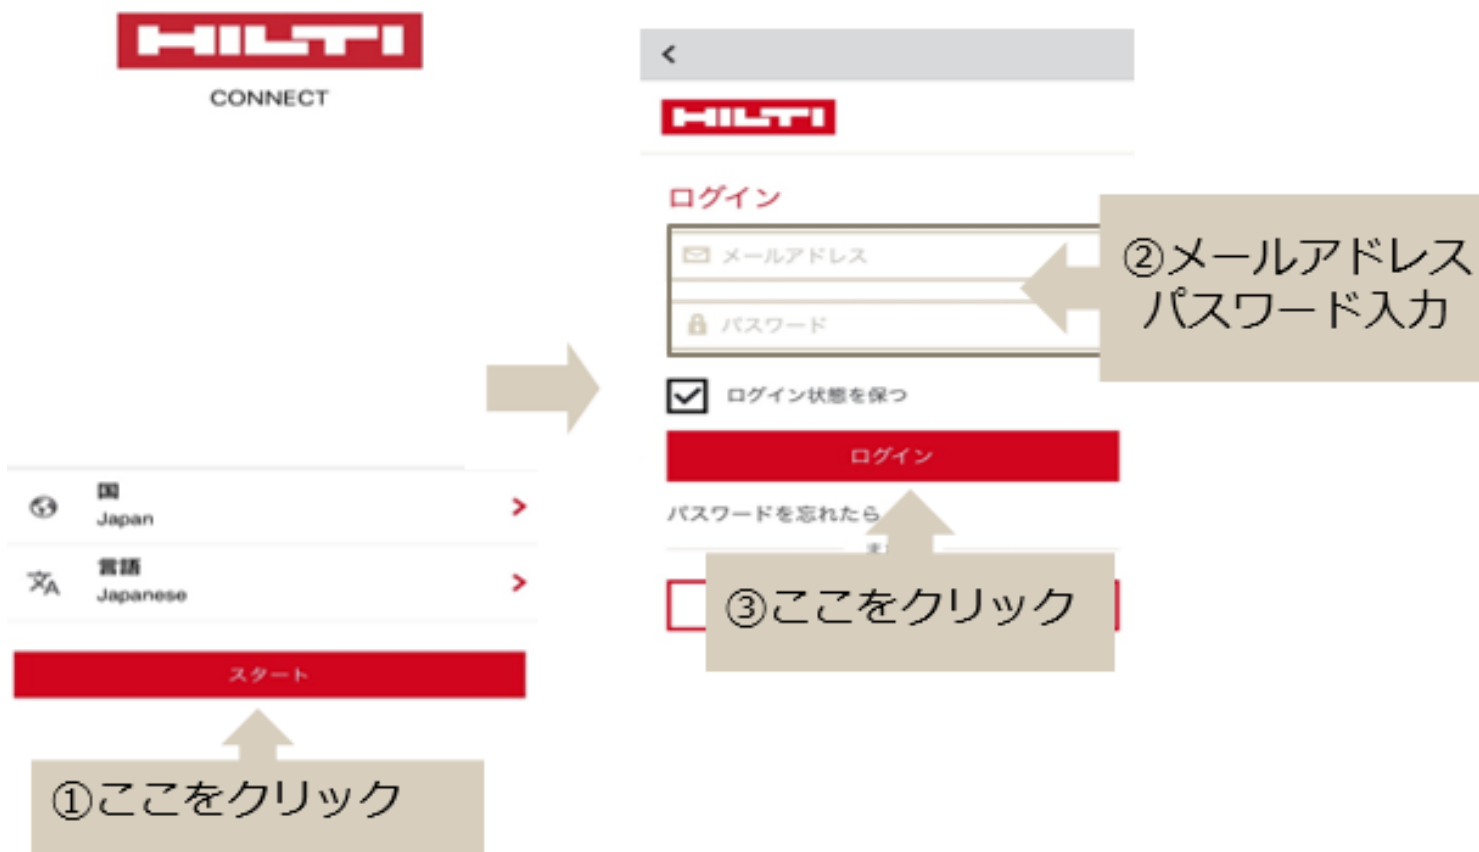 HILTI
CONNECT
国
Japan
言語
Japanese
スタート
①ここをクリック
HILTI
ログイン
メールアドレス
パスワード
②メールアドレス
パスワード入力
ログイン状態を保つ
ログイン
パスワードを忘れたら
③ここをクリック